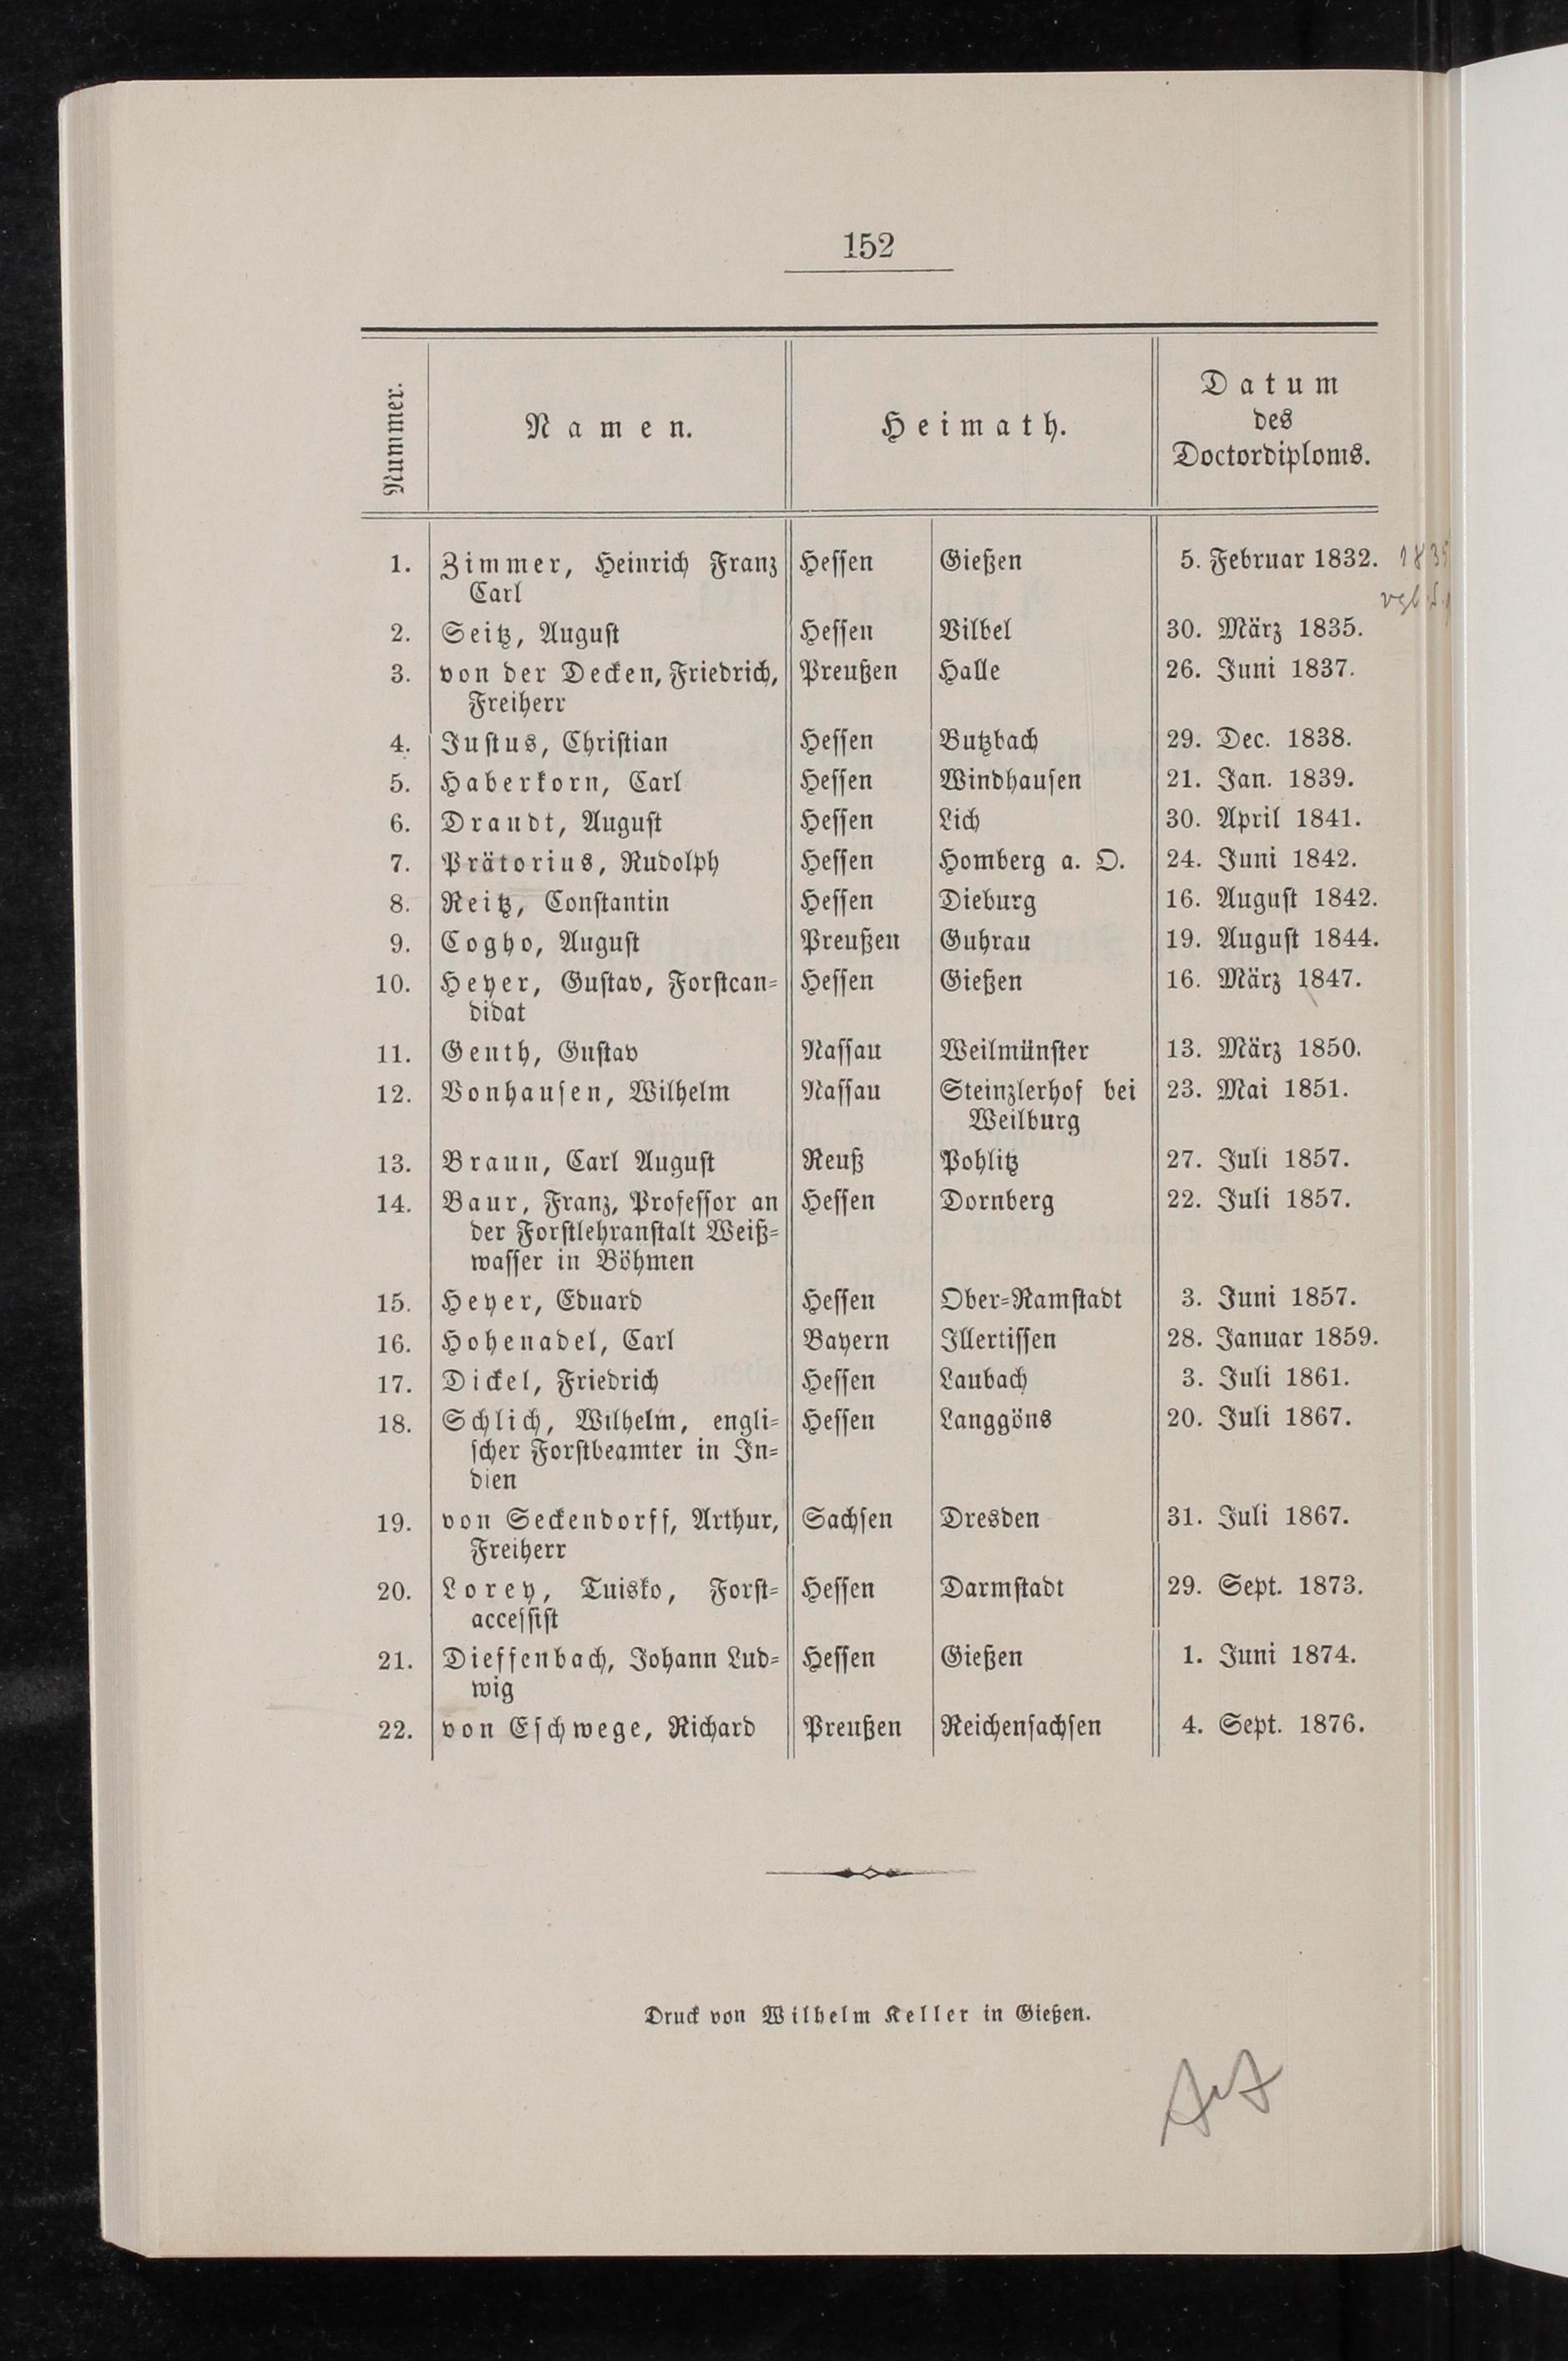 152
Nummer.
Namen.
Heimath.
Datum
des
Doctordiploms.
1. Zimmer, Heinrich Franz Hessen Gießen 5. Februar 1832.
Carl
vgl
2. Seitz, August Hessen Vilbel 30. März 1835.
3. von der Decken, Friedrich, Preußen Halle 26. Juni 1837.
Freiherr
4. Justus, Christian Hessen Butzbach 29. Dec. 1838.
5. Haberkorn, Carl Hessen Windhausen 21. Jan. 1839.
6. Draudt, August Hessen Lich 30. April 1841.
7. Prätorius, Rudolph Hessen Homberg a. O. 24. Juni 1842.
8. Reitz, Constantin Hessen Dieburg 16. August 1842.
9. Cogho, August Preußen Guhrau 19. August 1844.
10. Heyer, Gustav, Forstcan- Hessen Gießen 16. März 1847.
didat
11. Genth, Gustav Nassau Weilmünster 13. März 1850.
12. Vonhausen, Wilhelm Nassau Steinzlerhof bei 23. Mai 1851.
Weilburg
13. Braun, Carl August Reuß Pohlitz 27. Juli 1857.
14. Baur, Franz, Professor an Hessen Dornberg 22. Juli 1857.
der Forstlehranstalt Weiß-
wasser in Böhmen
15. Heyer, Eduard Hessen Ober-Ramstadt 3. Juni 1857.
16. Hohenadel, Carl Bayern Illertissen 28. Januar 1859.
17. Dickel, Friedrich Hessen Laubach 3. Juli 1861.
18. Schlich, Wilhelm, engli- Hessen Langgöns 20. Juli 1867.
scher Forstbeamter in In-
dien
19. von Seckendorff, Arthur, Sachsen Dresden 31. Juli 1867.
Freiherr
20. Lorey, Tuisko, Forst- Hessen Darmstadt 29. Sept. 1873.
accessist
21. Dieffenbach, Johann Lud- Hessen Gießen 1. Juni 1874.
wig
22. von Eschwege, Richard Preußen Reichensachsen 4. Sept. 1876.
Druck von Wilhelm Keller in Gießen.